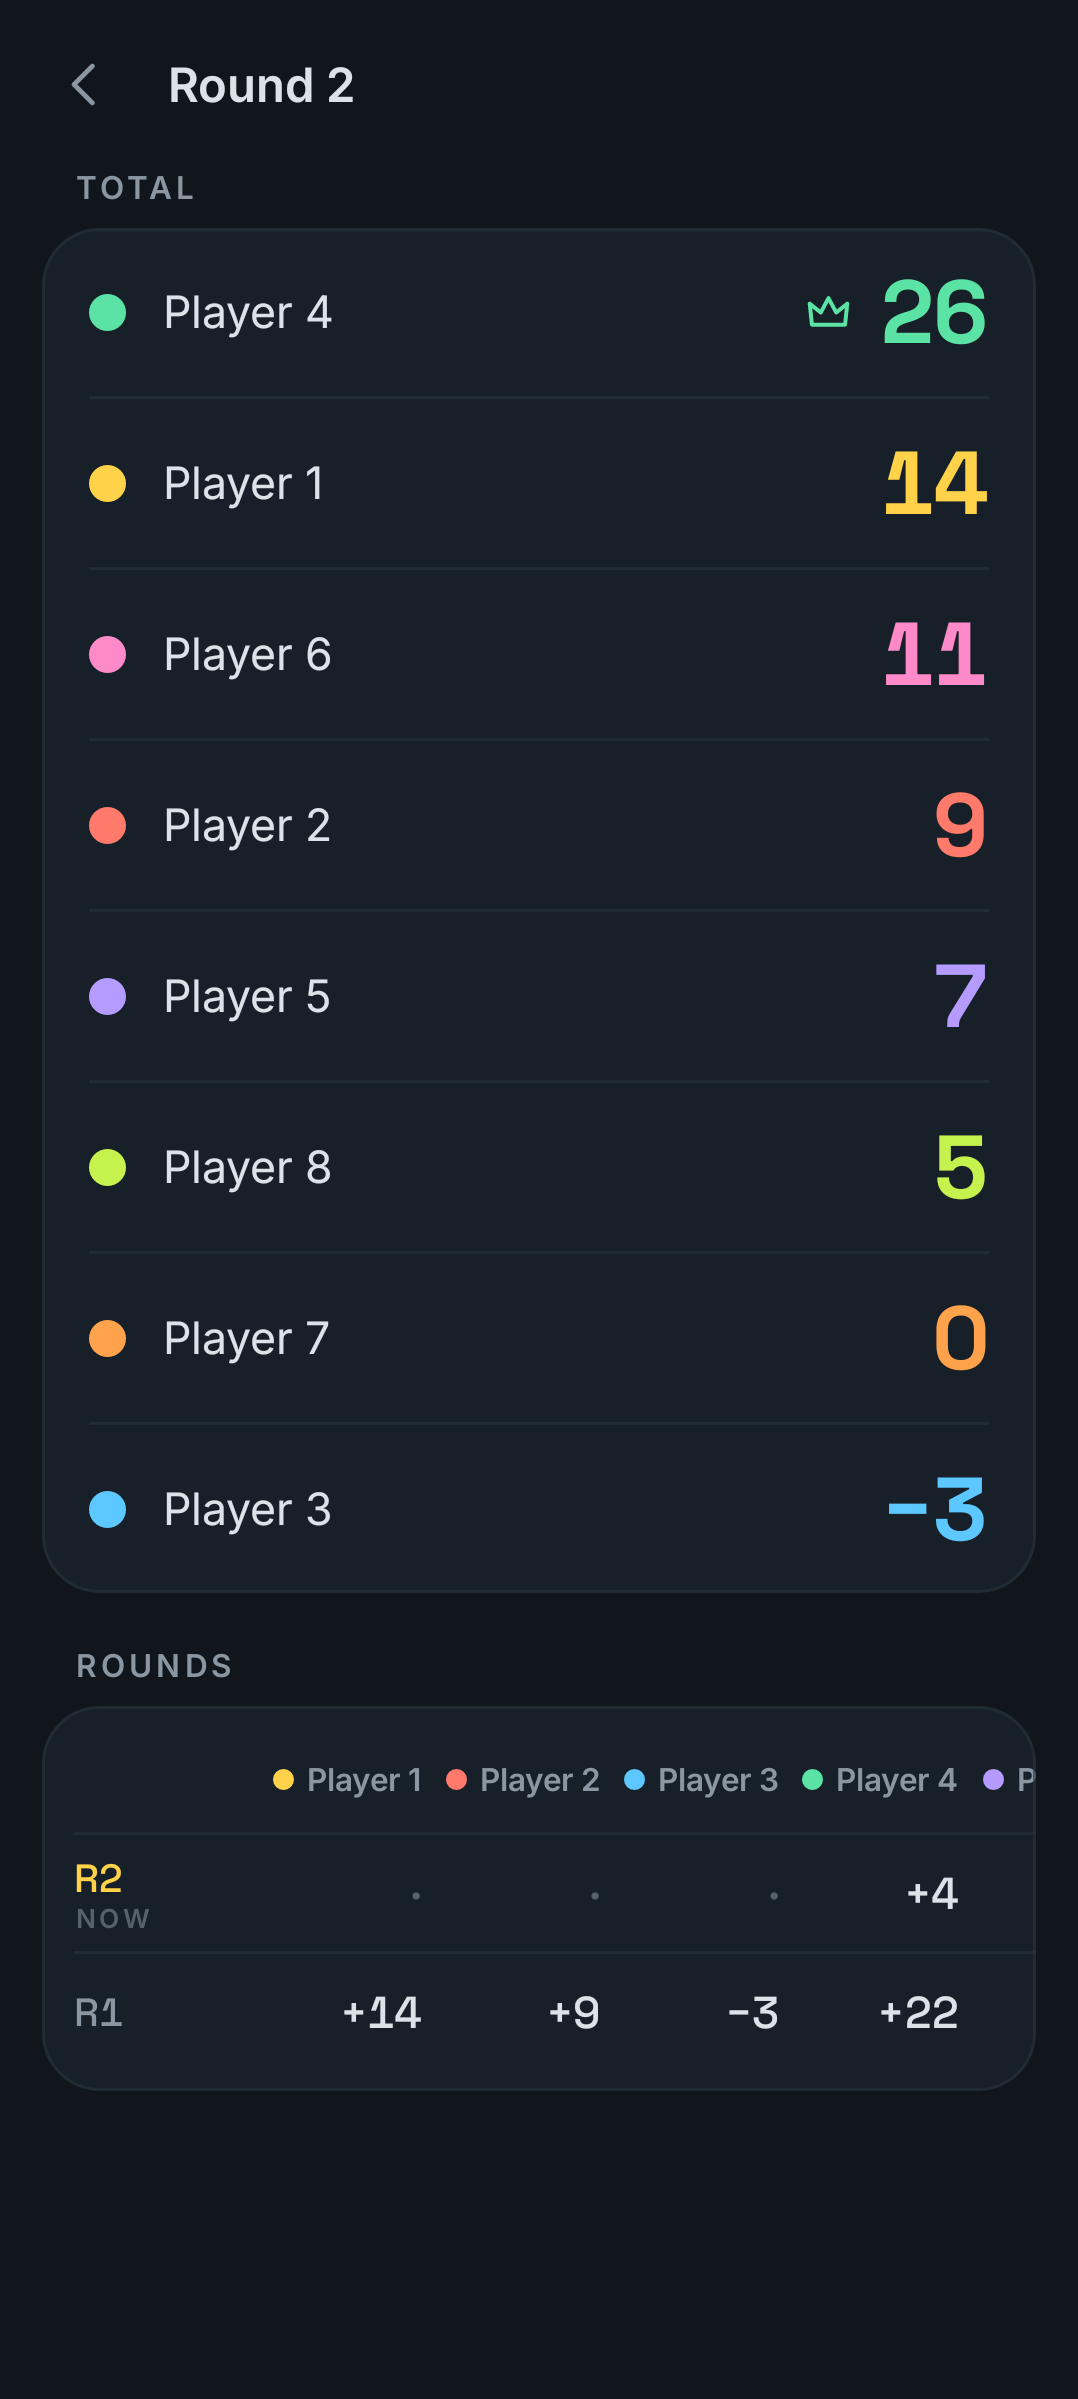 Round 2
TOTAL
Player 4 26
Player 1 14
Player 6 11
Player 2 9
Player 5 7
Player 8 5
Player 7 0
Player 3 -3
ROUNDS
Player 1 Player 2 Player 3 Player 4 P
R2 · · · +4
NOW
R1 +14 +9 -3 +22